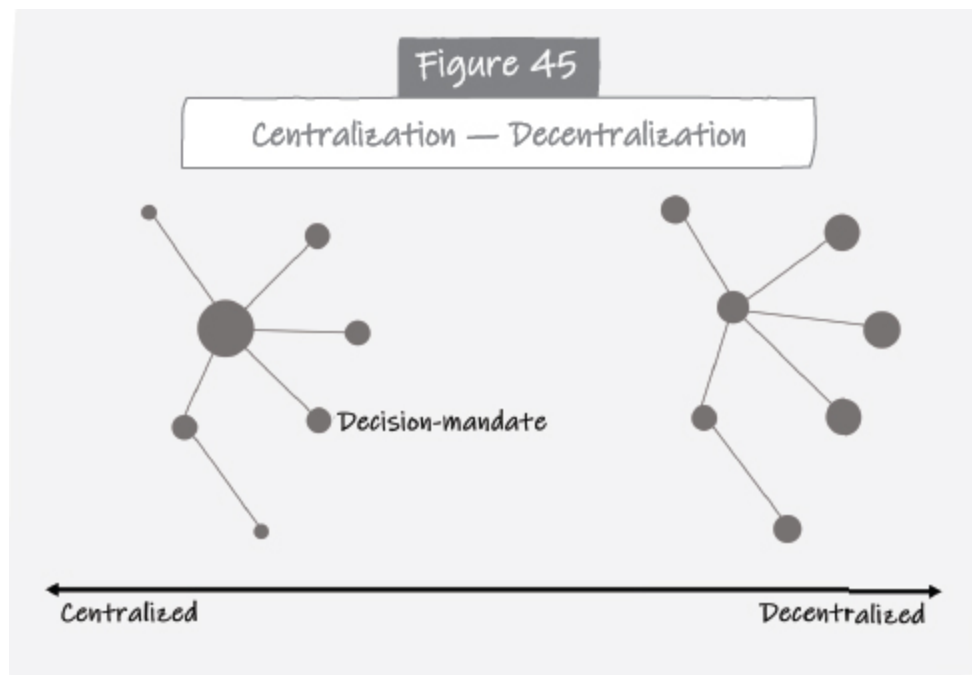 Figure 45
Centralization — Decentralization
Decision-mandate
Centralized
Decentralized